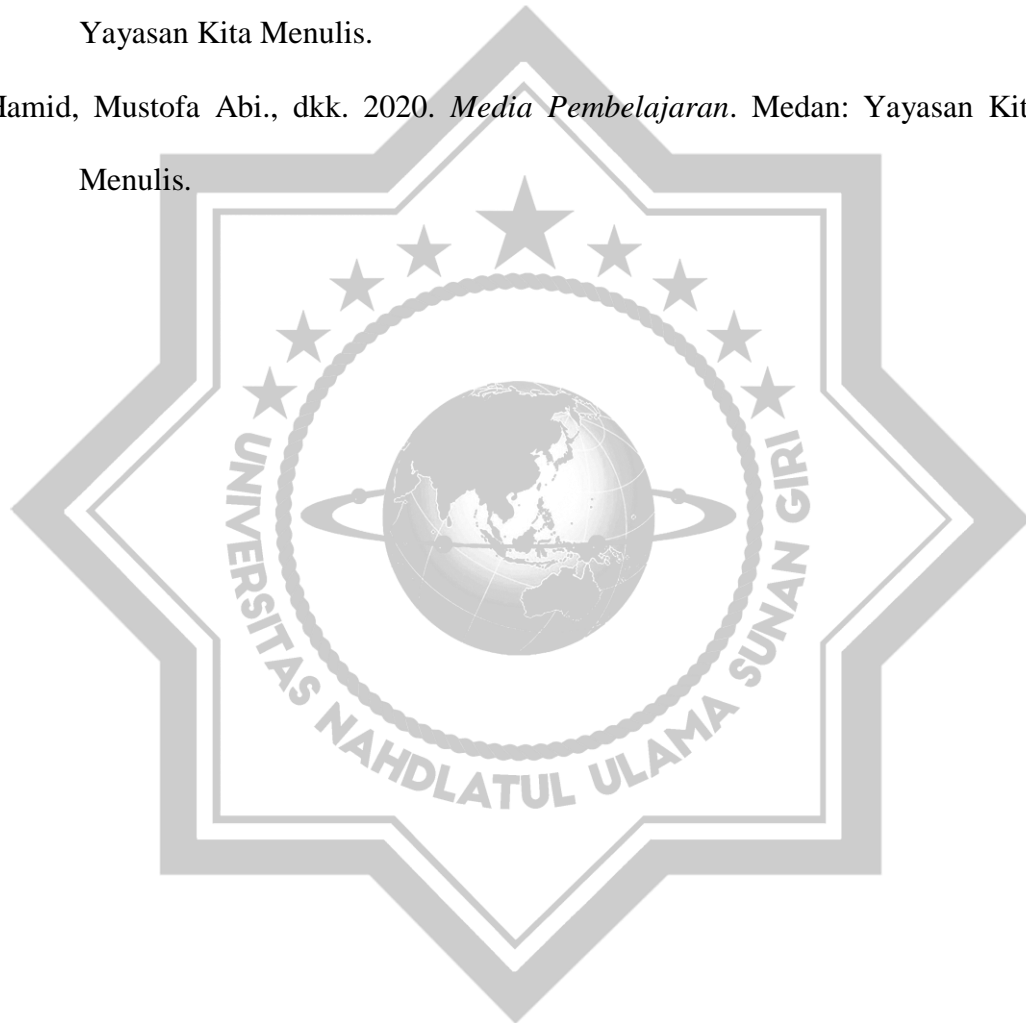 Yayasan Kita Menulis.
Hamid, Mustofa Abi., dkk. 2020. Media Pembelajaran. Medan: Yayasan Kit
Menulis.
UNIVERSITAS NAHDLATUL ULAMA SUNAN GIRI